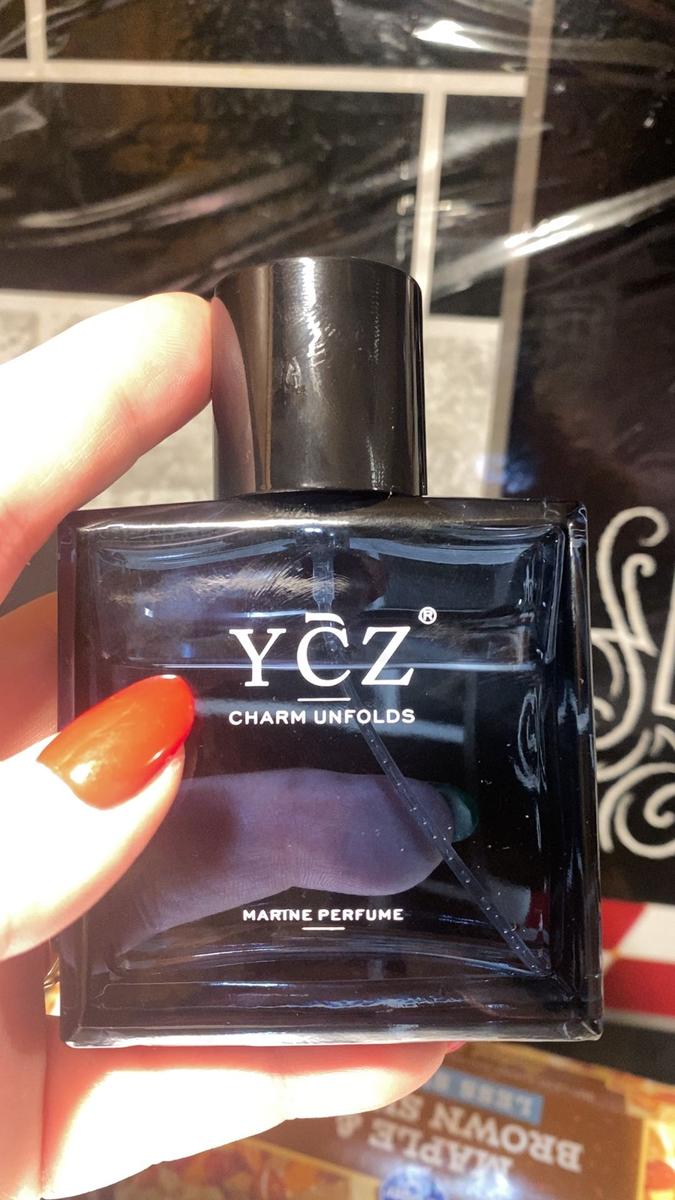 YCZ®
CHARM UNFOLDS
MARINE PERFUME
MAPLE &
BROWN SU
LESS S